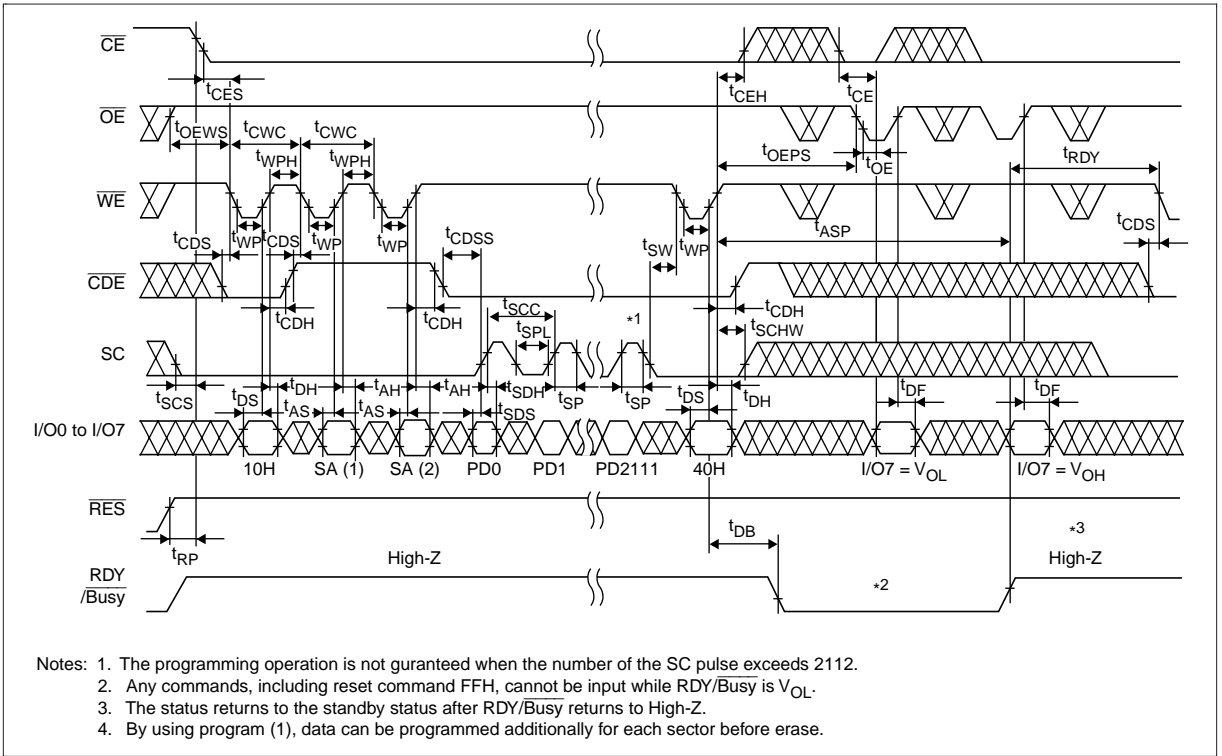 CE
tCES
tCEH
tCE
OE
tOEWS
tCWC
tCWC
tWPH
tWPH
tOEPS
tOE
tRDY
WE
tCDS
tWP
tCDS
tWP
tWP
tCDSS
tSW
tWP
tASP
tCDS
CDE
tCDH
tCDH
tSCC
tSPL
*1
tCDH
tSCHW
SC
tSCS
tDS
tDH
tAS
tAH
tAS
tAH
tSDH
tSDS
tSP
tSP
tDS
tDH
tDF
tDF
I/O0 to I/O7
10H
SA (1)
SA (2)
PD0
PD1
PD2111
40H
I/O7 = VOL
I/O7 = VOH
RES
tRP
tDB
*3
High-Z
High-Z
RDY
/Busy
*2
Notes: 1. The programming operation is not guranteed when the number of the SC pulse exceeds 2112.
2. Any commands, including reset command FFH, cannot be input while RDY/Busy is VOL.
3. The status returns to the standby status after RDY/Busy returns to High-Z.
4. By using program (1), data can be programmed additionally for each sector before erase.